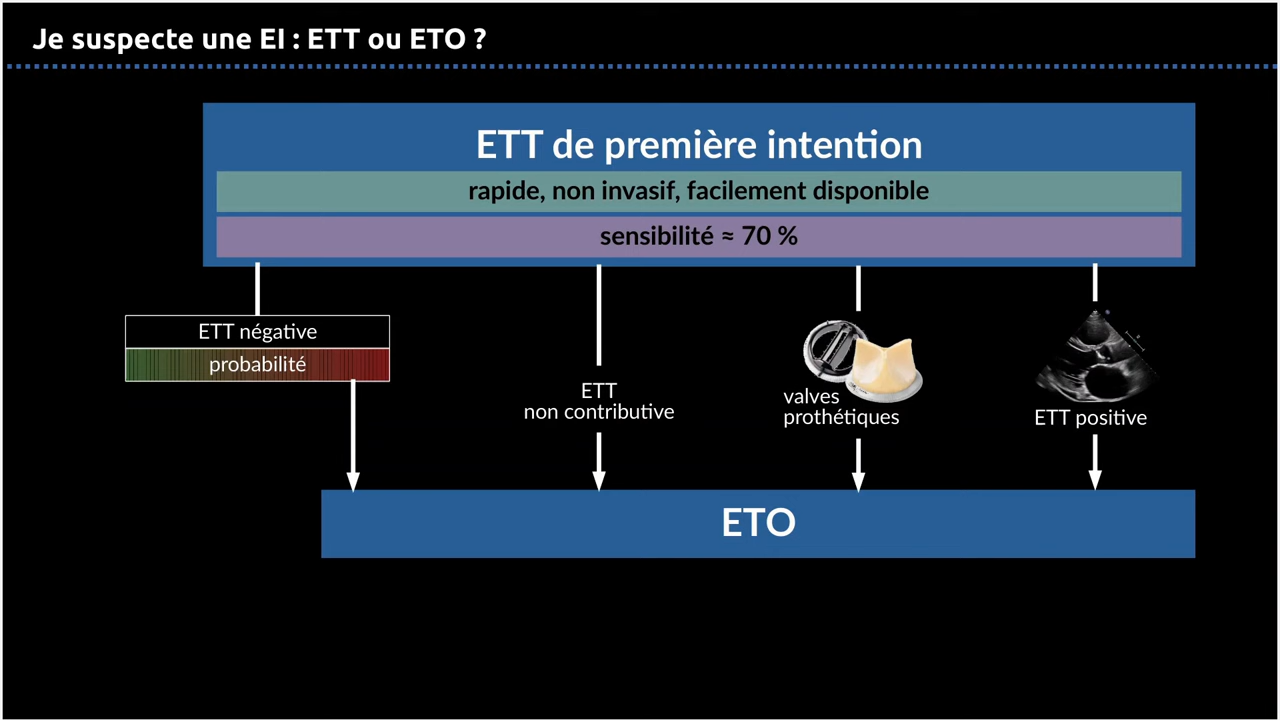 Je suspecte une EI : ETT ou ETO ?
ETT de première intention
rapide, non invasif, facilement disponible
sensibilité ≈ 70 %
ETT négative
probabilité
ETT
non contributive
valves
prothétiques
ETT positive
ETO